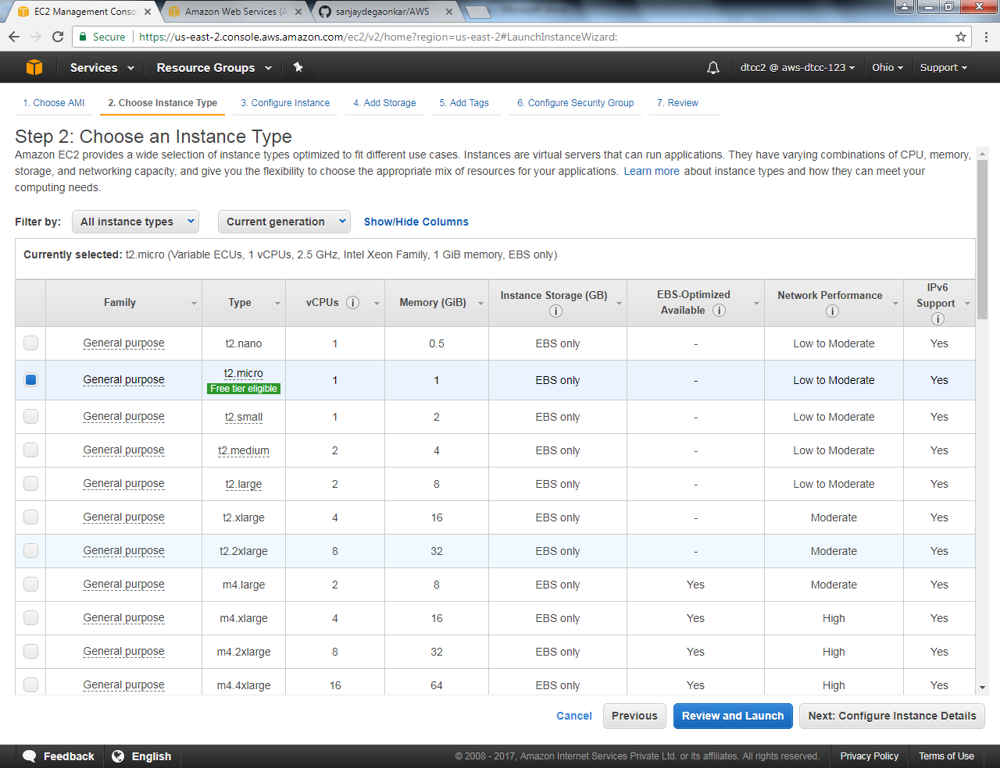 EC2 Management Conso
Amazon Web Services (A
sanjaydegaonkar/AWS
Secure
https://us-east-2.console.aws.amazon.com/ec2/v2/home?region=us-east-2#LaunchInstanceWizard:
Services
Resource Groups
dtcc2 @ aws-dtcc-123
Ohio
Support
1. Choose AMI
2. Choose Instance Type
3. Configure Instance
4. Add Storage
5. Add Tags
6. Configure Security Group
7. Review
Step 2: Choose an Instance Type
Amazon EC2 provides a wide selection of instance types optimized to fit different use cases. Instances are virtual servers that can run applications. They have varying combinations of CPU, memory,
storage, and networking capacity, and give you the flexibility to choose the appropriate mix of resources for your applications. Learn more about instance types and how they can meet your
computing needs.
Filter by: All instance types Current generation Show/Hide Columns
Currently selected: t2.micro (Variable ECUs, 1 vCPUs, 2.5 GHz, Intel Xeon Family, 1 GiB memory, EBS only)
Family Type vCPUs i Memory (GiB) Instance Storage (GB) i EBS-Optimized Available i Network Performance i IPv6 Support i
General purpose t2.nano 1 0.5 EBS only - Low to Moderate Yes
General purpose t2.micro Free tier eligible 1 1 EBS only - Low to Moderate Yes
General purpose t2.small 1 2 EBS only - Low to Moderate Yes
General purpose t2.medium 2 4 EBS only - Low to Moderate Yes
General purpose t2.large 2 8 EBS only - Low to Moderate Yes
General purpose t2.xlarge 4 16 EBS only - Moderate Yes
General purpose t2.2xlarge 8 32 EBS only - Moderate Yes
General purpose m4.large 2 8 EBS only Yes Moderate Yes
General purpose m4.xlarge 4 16 EBS only Yes High Yes
General purpose m4.2xlarge 8 32 EBS only Yes High Yes
General purpose m4.4xlarge 16 64 EBS only Yes High Yes
Cancel Previous Review and Launch Next: Configure Instance Details
Feedback English © 2008 - 2017, Amazon Internet Services Private Ltd. or its affiliates. All rights reserved. Privacy Policy Terms of Use